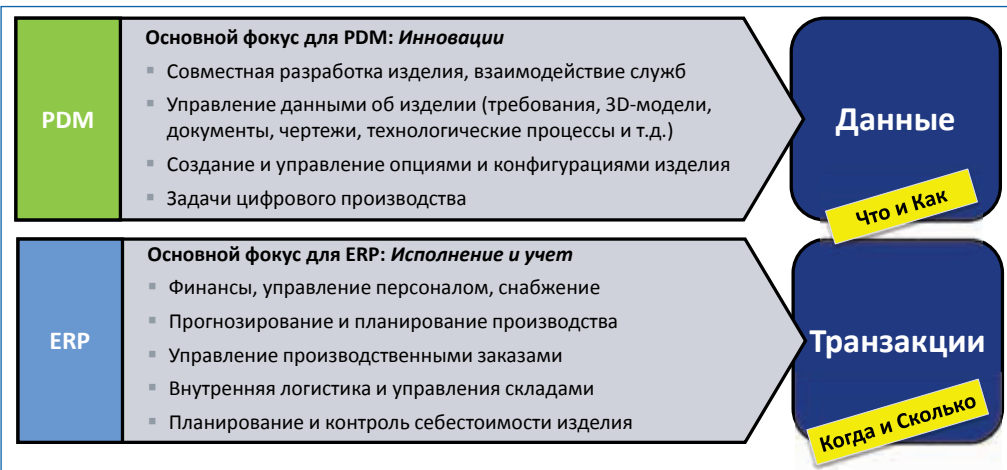 PDM
Основной фокус для PDM: Инновации
▪ Совместная разработка изделия, взаимодействие служб
▪ Управление данными об изделии (требования, 3D-модели,
документы, чертежи, технологические процессы и т.д.)
▪ Создание и управление опциями и конфигурациями изделия
▪ Задачи цифрового производства
Данные
Что и Как
ERP
Основной фокус для ERP: Исполнение и учет
▪ Финансы, управление персоналом, снабжение
▪ Прогнозирование и планирование производства
▪ Управление производственными заказами
▪ Внутренняя логистика и управления складами
▪ Планирование и контроль себестоимости изделия
Транзакции
Когда и Сколько